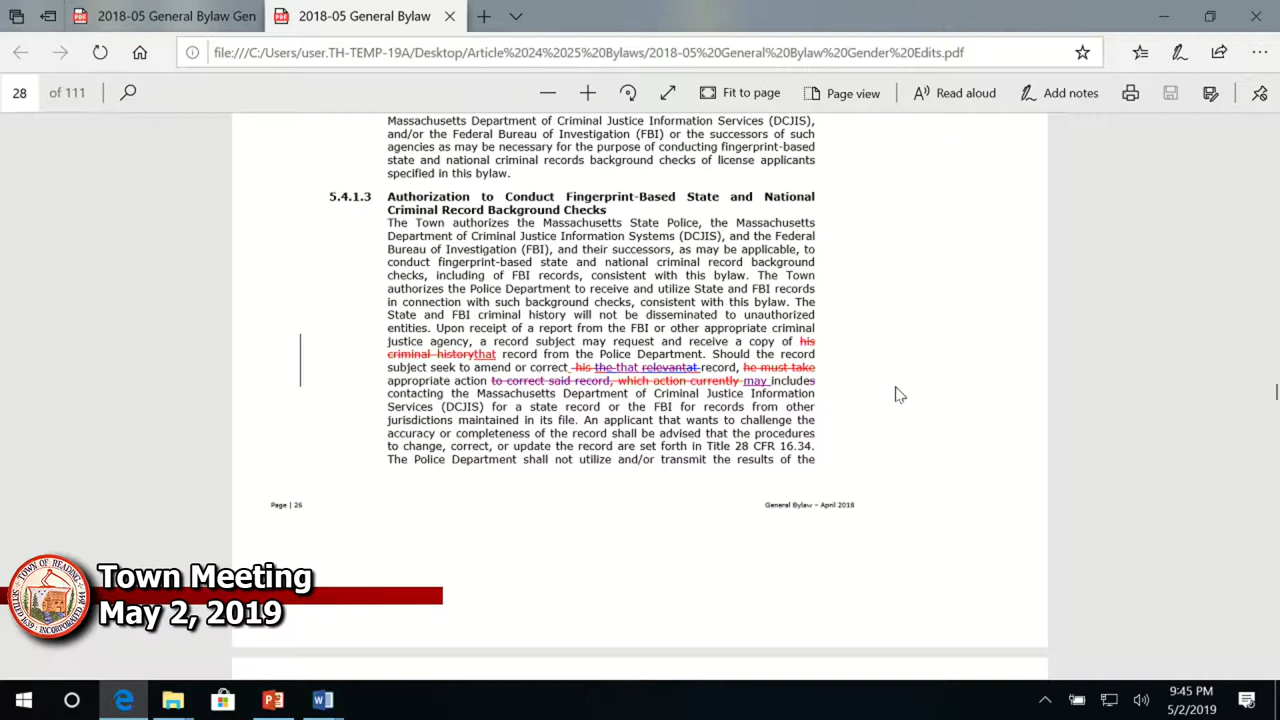 2018-05 General Bylaw Gen
2018-05 General Bylaw
file:///C:/Users/user.TH-TEMP-19A/Desktop/Article%2024%2025%20Bylaws/2018-05%20General%20Bylaw%20Gender%20Edits.pdf
28 of 111
Fit to page
Page view
Read aloud
Add notes
Massachusetts Department of Criminal Justice Information Services (DCJIS),
and/or the Federal Bureau of Investigation (FBI) or the successors of such
agencies as may be necessary for the purpose of conducting fingerprint-based
state and national criminal records background checks of license applicants
specified in this bylaw.
5.4.1.3 Authorization to Conduct Fingerprint-Based State and National
Criminal Record Background Checks
The Town authorizes the Massachusetts State Police, the Massachusetts
Department of Criminal Justice Information Systems (DCJIS), and the Federal
Bureau of Investigation (FBI), and their successors, as may be applicable, to
conduct fingerprint-based state and national criminal record background
checks, including of FBI records, consistent with this bylaw. The Town
authorizes the Police Department to receive and utilize State and FBI records
in connection with such background checks, consistent with this bylaw. The
State and FBI criminal history will not be disseminated to unauthorized
entities. Upon receipt of a report from the FBI or other appropriate criminal
justice agency, a record subject may request and receive a copy of his
criminal historythat record from the Police Department. Should the record
subject seek to amend or correct his the that relevantat record, he must take
appropriate action to correct said record, which action currently may includes
contacting the Massachusetts Department of Criminal Justice Information
Services (DCJIS) for a state record or the FBI for records from other
jurisdictions maintained in its file. An applicant that wants to challenge the
accuracy or completeness of the record shall be advised that the procedures
to change, correct, or update the record are set forth in Title 28 CFR 16.34.
The Police Department shall not utilize and/or transmit the results of the
Page | 26
General Bylaw – April 2018
TOWN OF READING
SETTLED 1639 · INCORPORATED 1644
Town Meeting
May 2, 2019
9:45 PM
5/2/2019